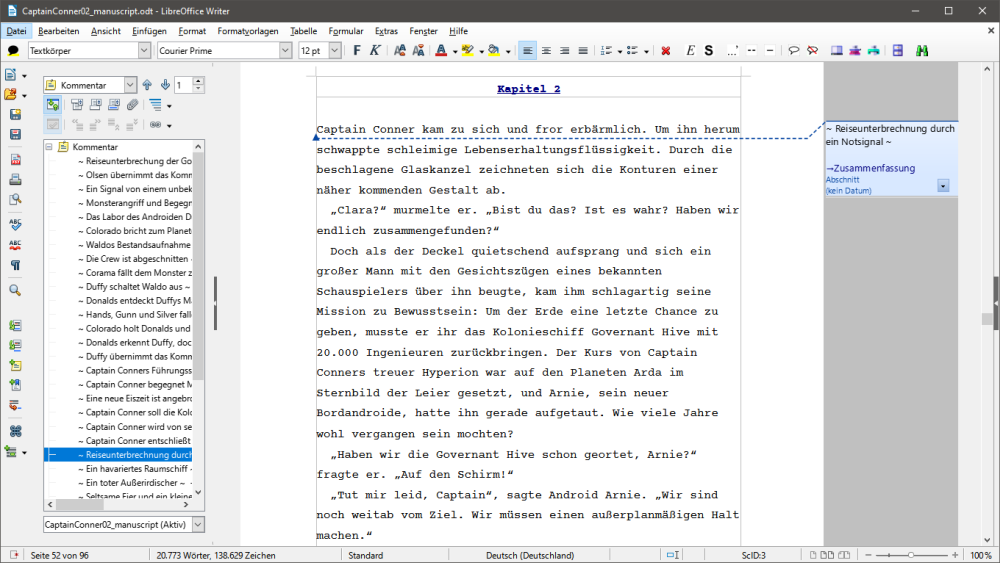 CaptainConner02_manuscript.odt - LibreOffice Writer
Datei Bearbeiten Ansicht Einfügen Format Formatvorlagen Tabelle Formular Extras Fenster Hilfe
Textkörper Courier Prime 12 pt F K
Kommentar 1
Kommentar
~ Reiseunterbrechung der Go
~ Olsen übernimmt das Komm
~ Ein Signal von einem unbek
~ Monsterangriff und Begegn
~ Das Labor des Androiden D
~ Colorado bricht zum Planet
~ Waldos Bestandsaufnahme
~ Die Crew ist abgeschnitten ~
~ Corama fällt dem Monster z
~ Duffy schaltet Waldo aus ~
~ Donalds entdeckt Duffys M
~ Hands, Gunn und Silver falle
~ Colorado holt Donalds und
~ Donalds erkennt Duffy, doc
~ Duffy übernimmt das Komm
~ Captain Conners Führungss
~ Captain Conner begegnet M
~ Eine neue Eiszeit ist angebro
~ Captain Conner soll die Kolo
~ Captain Conner wird von se
~ Captain Conner entschließt
~ Reiseunterbrechnung durch
~ Ein havariertes Raumschiff ~
~ Ein toter Außerirdischer ~
~ Seltsame Eier und ein kleine
CaptainConner02_manuscript (Aktiv)
Kapitel 2
Captain Conner kam zu sich und fror erbärmlich. Um ihn herum
schwappte schleimige Lebenserhaltungsflüssigkeit. Durch die
beschlagene Glaskanzel zeichneten sich die Konturen einer
näher kommenden Gestalt ab.
„Clara?“ murmelte er. „Bist du das? Ist es wahr? Haben wir
endlich zusammengefunden?“
Doch als der Deckel quietschend aufsprang und sich ein
großer Mann mit den Gesichtszügen eines bekannten
Schauspielers über ihn beugte, kam ihm schlagartig seine
Mission zu Bewusstsein: Um der Erde eine letzte Chance zu
geben, musste er ihr das Kolonieschiff Governant Hive mit
20.000 Ingenieuren zurückbringen. Der Kurs von Captain
Conners treuer Hyperion war auf den Planeten Arda im
Sternbild der Leier gesetzt, und Arnie, sein neuer
Bordandroide, hatte ihn gerade aufgetaut. Wie viele Jahre
wohl vergangen sein mochten?
„Haben wir die Governant Hive schon geortet, Arnie?“
fragte er. „Auf den Schirm!“
„Tut mir leid, Captain“, sagte Android Arnie. „Wir sind
noch weitab vom Ziel. Wir müssen einen außerplanmäßigen Halt
machen.“
~ Reiseunterbrechnung durch
ein Notsignal ~
→Zusammenfassung
Abschnitt
(kein Datum)
Seite 52 von 96 20.773 Wörter, 138.629 Zeichen Standard Deutsch (Deutschland) ScID:3 100%